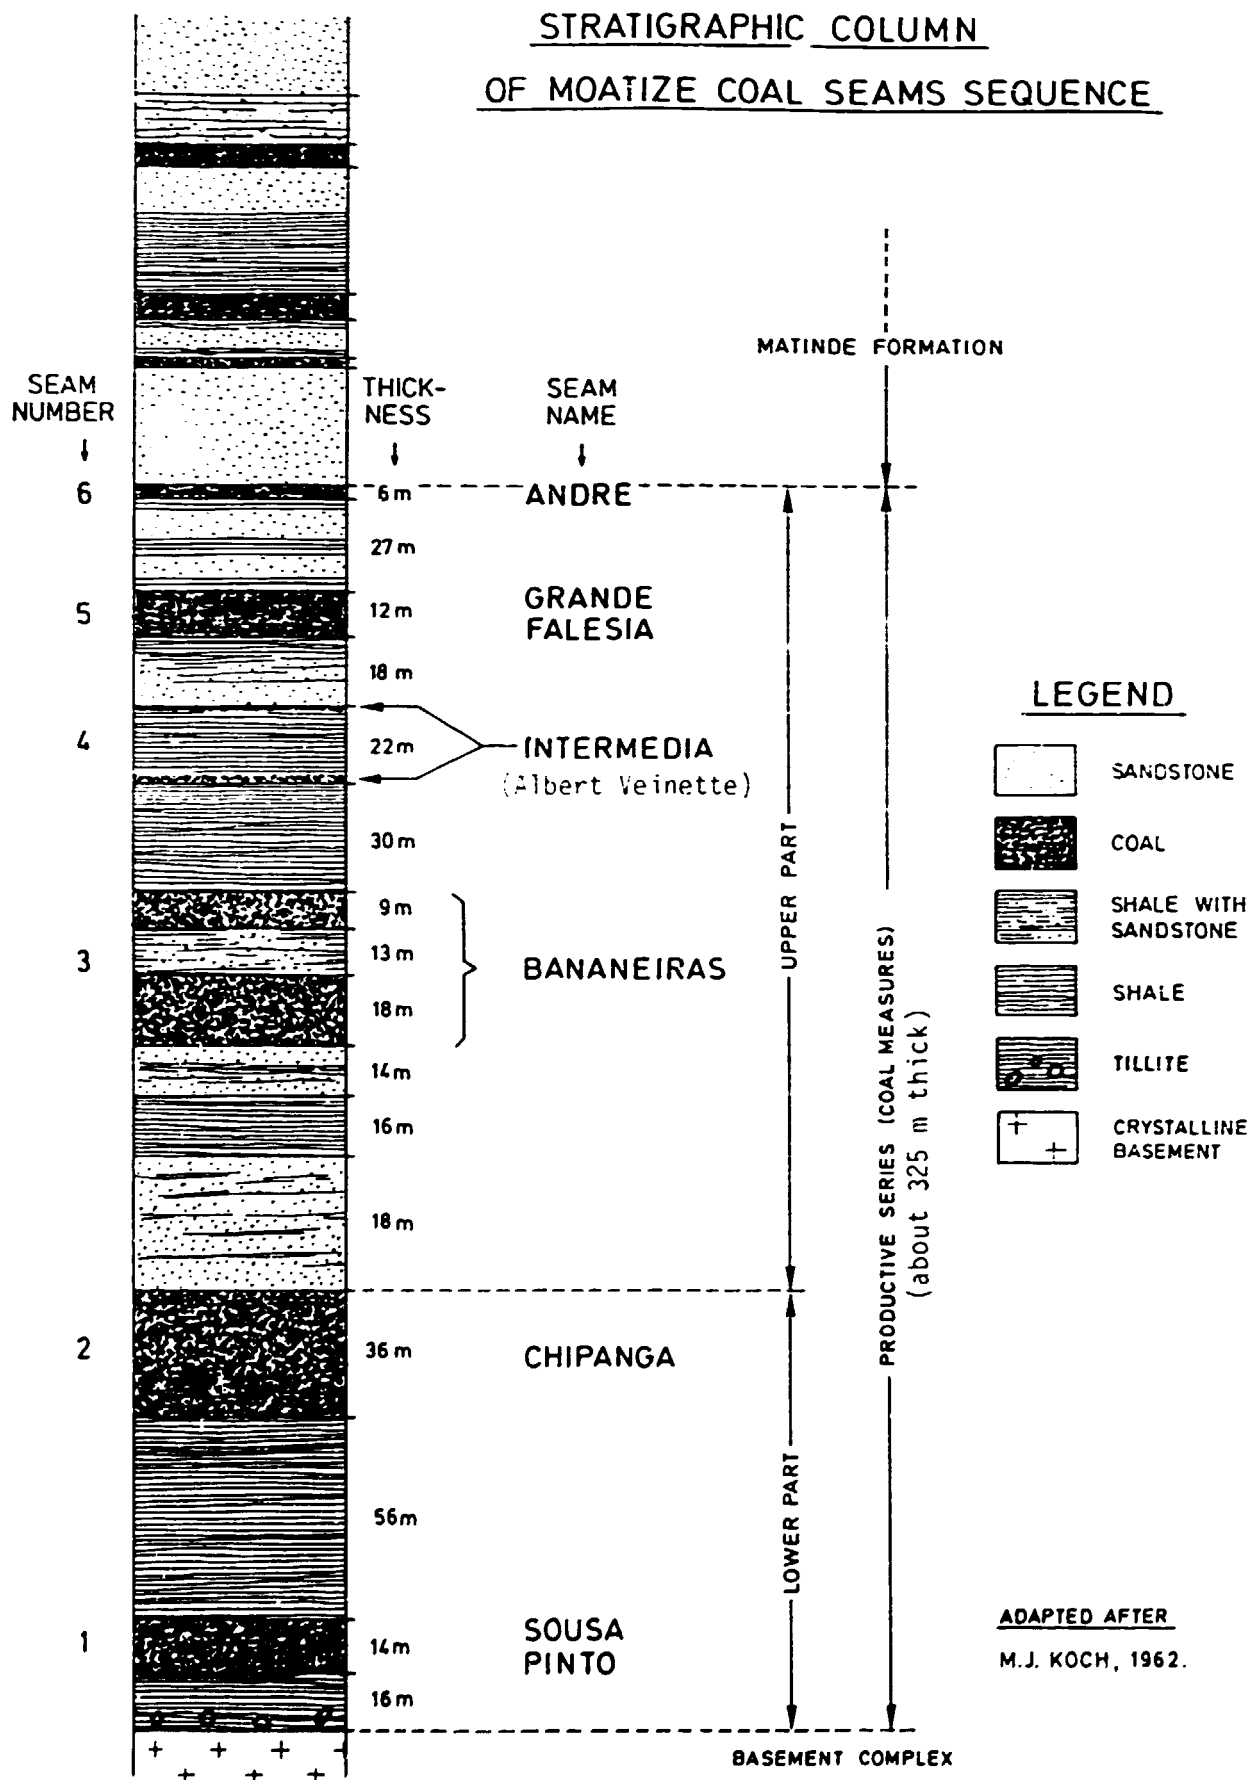 STRATIGRAPHIC COLUMN
OF MOATIZE COAL SEAMS SEQUENCE
MATINDE FORMATION
SEAM
NUMBER
THICK-
NESS
SEAM
NAME
6
6m
ANDRE
27m
5
12m
GRANDE
FALESIA
18m
4
22m
INTERMEDIA
(Albert Veinette)
30m
3
9m
13m
18m
BANANEIRAS
14m
16m
18m
2
36m
CHIPANGA
56m
1
14m
SOUSA
PINTO
16m
UPPER PART
LOWER PART
PRODUCTIVE SERIES (COAL MEASURES)
(about 325 m thick)
BASEMENT COMPLEX
LEGEND
SANDSTONE
COAL
SHALE WITH
SANDSTONE
SHALE
TILLITE
CRYSTALLINE
BASEMENT
ADAPTED AFTER
M.J. KOCH, 1962.